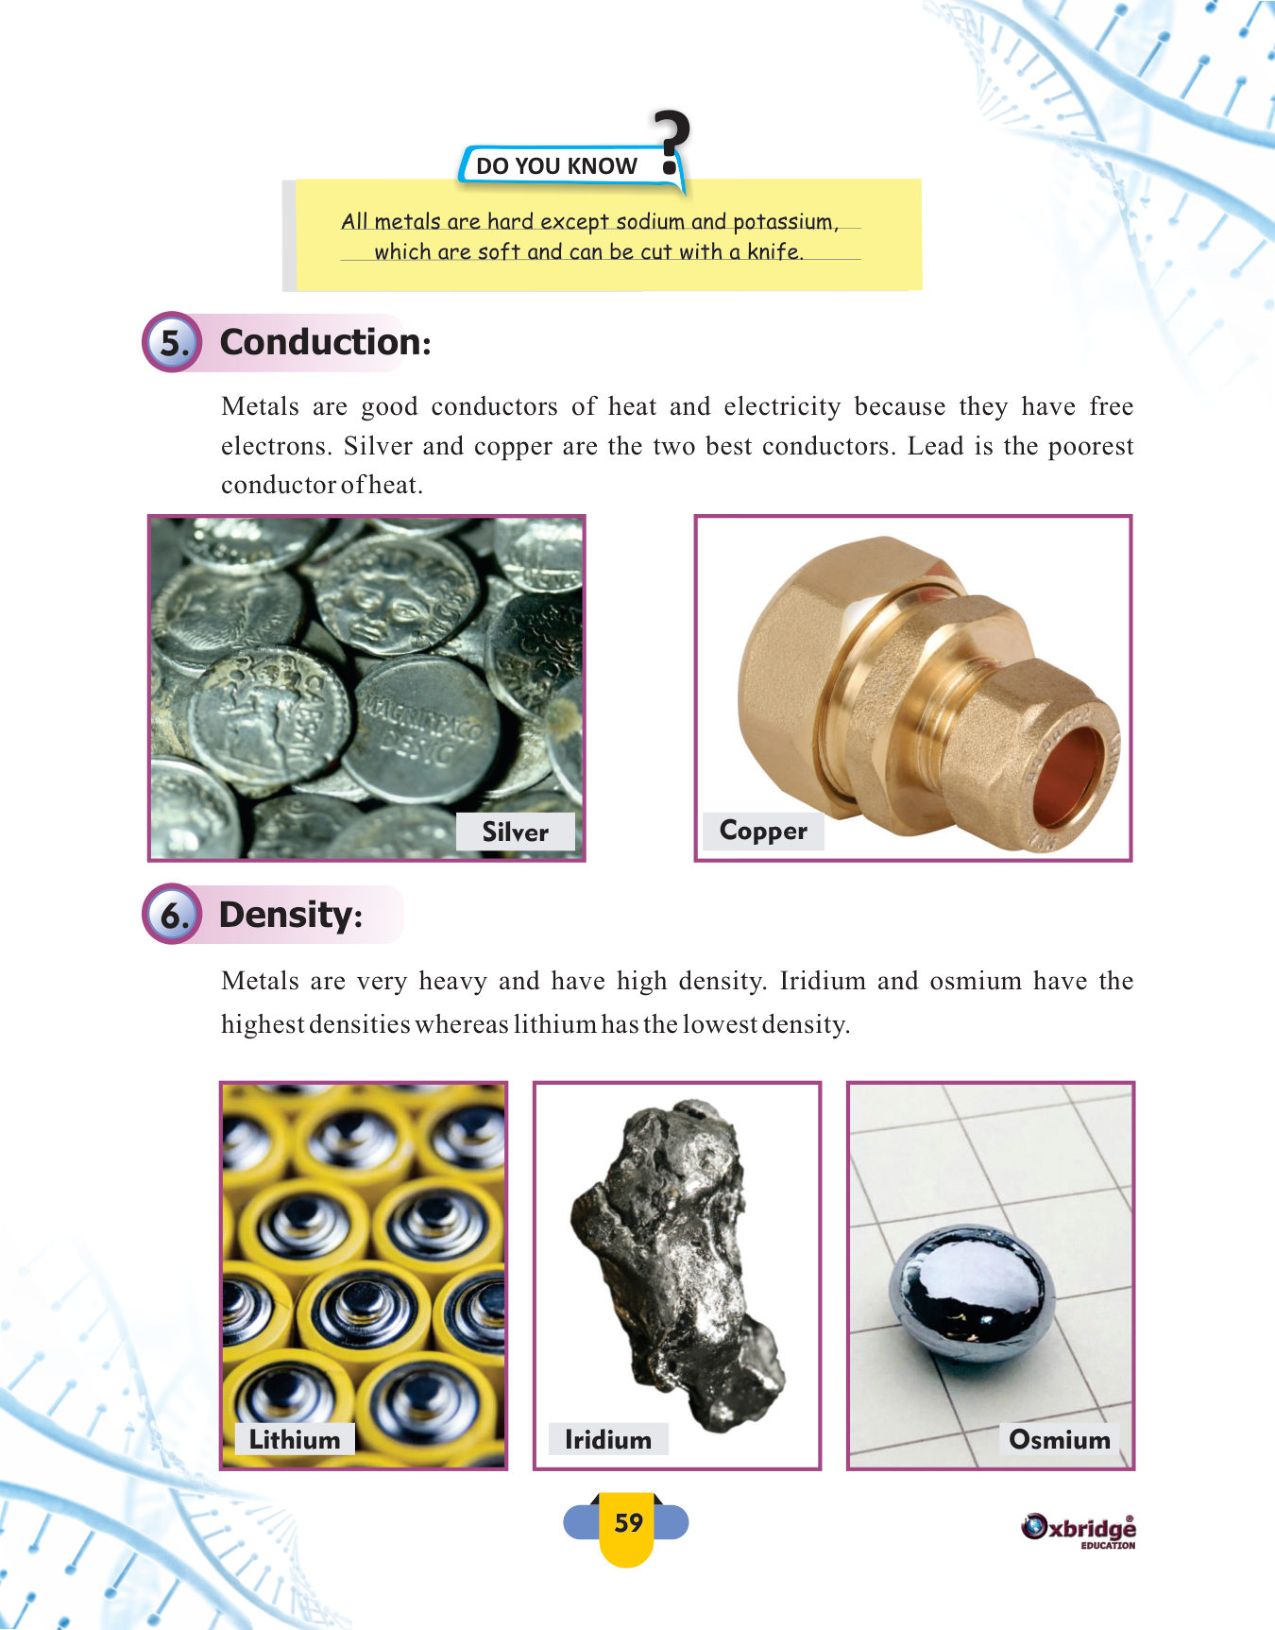 ?
DO YOU KNOW
All metals are hard except sodium and potassium,
which are soft and can be cut with a knife.
5. Conduction:
Metals are good conductors of heat and electricity because they have free
electrons. Silver and copper are the two best conductors. Lead is the poorest
conductor of heat.
AGRIPPA CO
DESIG
Silver
Copper
6. Density:
Metals are very heavy and have high density. Iridium and osmium have the
highest densities whereas lithium has the lowest density.
Lithium
Iridium
Osmium
59
Oxbridge®
EDUCATION